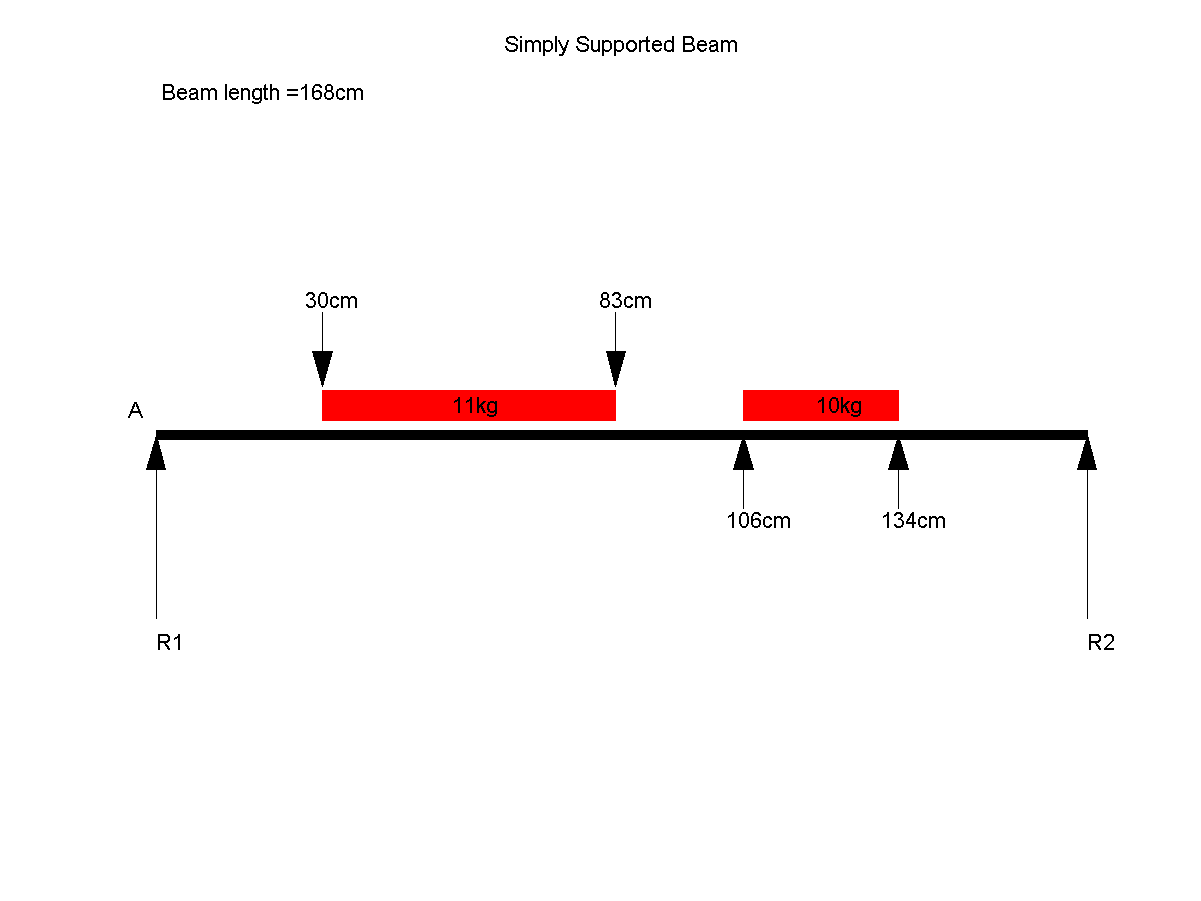 Simply Supported Beam
Beam length =168cm
30cm
83cm
A
11kg
10kg
106cm
134cm
R1
R2